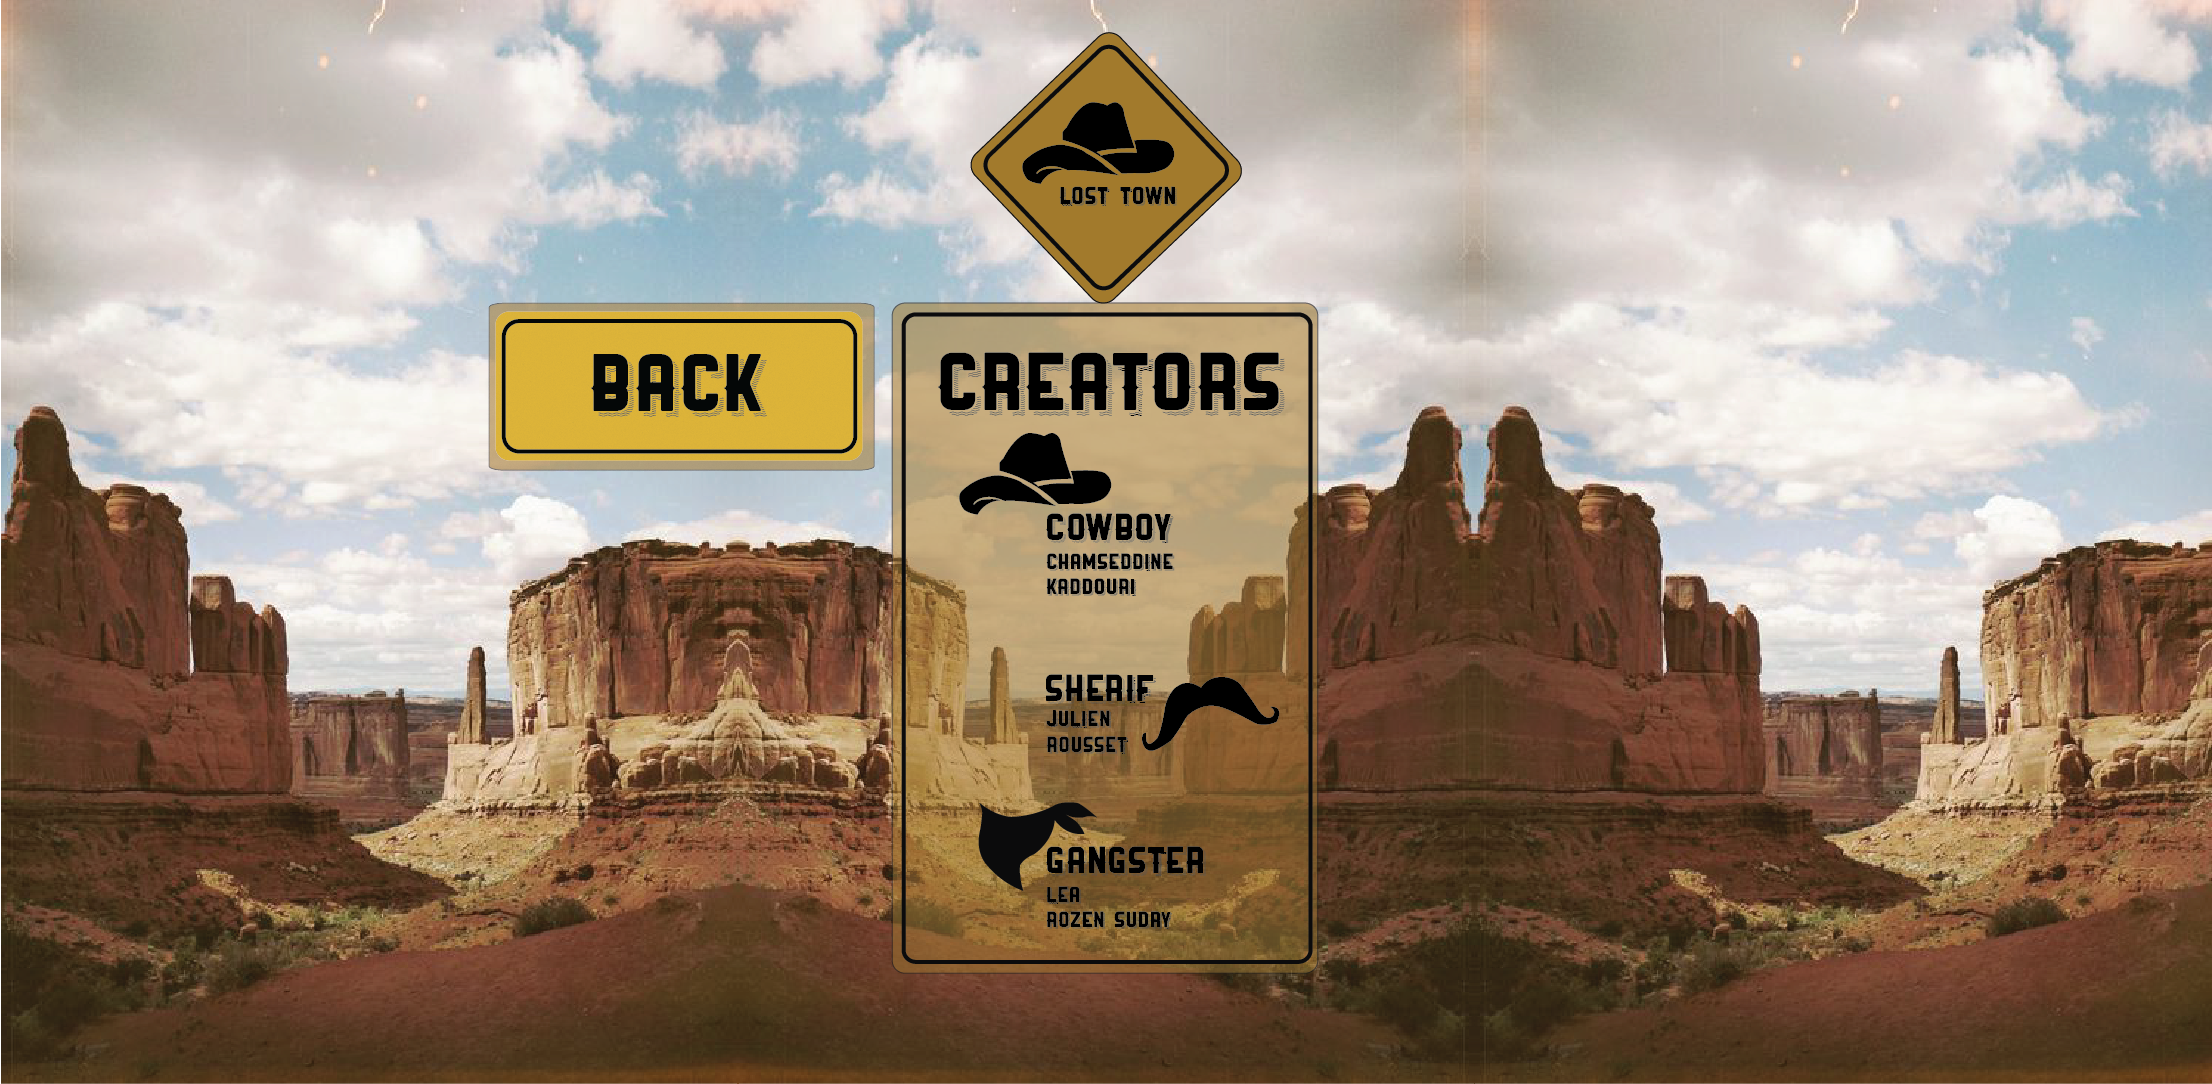 LOST TOWN
BACK
CREATORS
COWBOY
CHAMSEDDINE
KADDOURI
SHERIF
JULIEN
ROUSSET
GANGSTER
LEA
ROZEN SUDRY